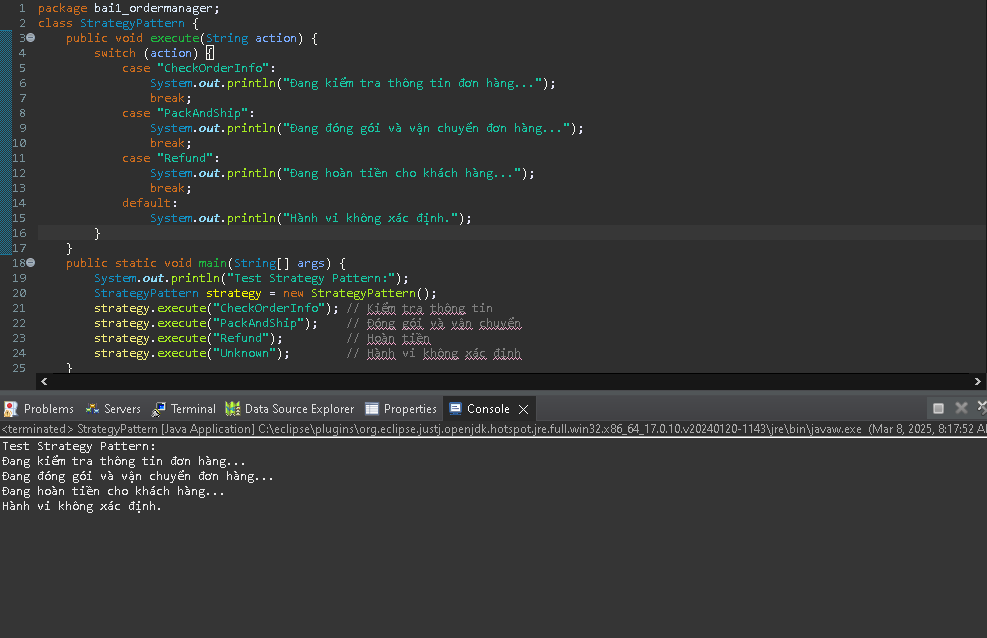 1 package bai1_ordermanager;
2 class StrategyPattern {
3 public void execute(String action) {
4 switch (action) {
5 case "CheckOrderInfo":
6 System.out.println("Đang kiểm tra thông tin đơn hàng...");
7 break;
8 case "PackAndShip":
9 System.out.println("Đang đóng gói và vận chuyển đơn hàng...");
10 break;
11 case "Refund":
12 System.out.println("Đang hoàn tiền cho khách hàng...");
13 break;
14 default:
15 System.out.println("Hành vi không xác định.");
16 }
17 }
18 public static void main(String[] args) {
19 System.out.println("Test Strategy Pattern:");
20 StrategyPattern strategy = new StrategyPattern();
21 strategy.execute("CheckOrderInfo"); // Kiểm tra thông tin
22 strategy.execute("PackAndShip"); // Đóng gói và vận chuyển
23 strategy.execute("Refund"); // Hoàn tiền
24 strategy.execute("Unknown"); // Hành vi không xác định
25 }
Problems Servers Terminal Data Source Explorer Properties Console
<terminated> StrategyPattern [Java Application] C:\eclipse\plugins\org.eclipse.justj.openjdk.hotspot.jre.full.win32.x86_64_17.0.10.v20240120-1143\jre\bin\javaw.exe (Mar 8, 2025, 8:17:52 A
Test Strategy Pattern:
Đang kiểm tra thông tin đơn hàng...
Đang đóng gói và vận chuyển đơn hàng...
Đang hoàn tiền cho khách hàng...
Hành vi không xác định.